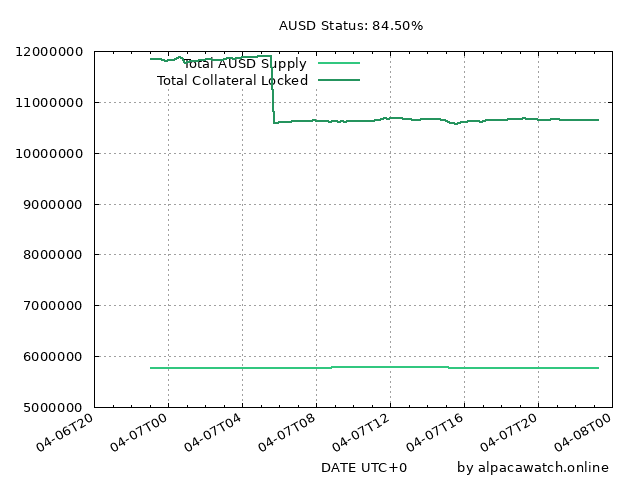 AUSD Status: 84.50%
12000000
Total AUSD Supply
Total Collateral Locked
11000000
10000000
9000000
8000000
7000000
6000000
5000000
04-06T20
04-07T00
04-07T04
04-07T08
04-07T12
04-07T16
04-07T20
04-08T00
DATE UTC+0
by alpacawatch.online